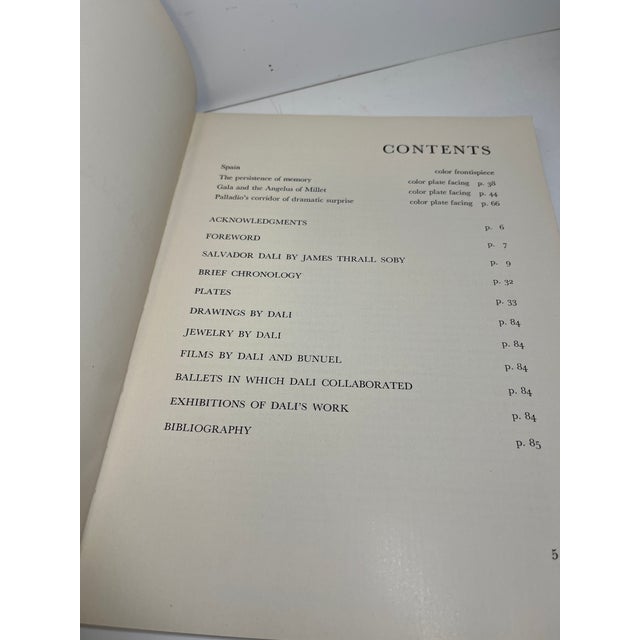 CONTENTS
Spain color frontispiece
The persistence of memory color plate facing p. 38
Gala and the Angelus of Millet color plate facing p. 44
Palladio's corridor of dramatic surprise color plate facing p. 66
ACKNOWLEDGMENTS p. 6
FOREWORD p. 7
SALVADOR DALI BY JAMES THRALL SOBY p. 9
BRIEF CHRONOLOGY p. 32
PLATES p. 33
DRAWINGS BY DALI p. 84
JEWELRY BY DALI p. 84
FILMS BY DALI AND BUNUEL p. 84
BALLETS IN WHICH DALI COLLABORATED p. 84
EXHIBITIONS OF DALI'S WORK p. 84
BIBLIOGRAPHY p. 85
5